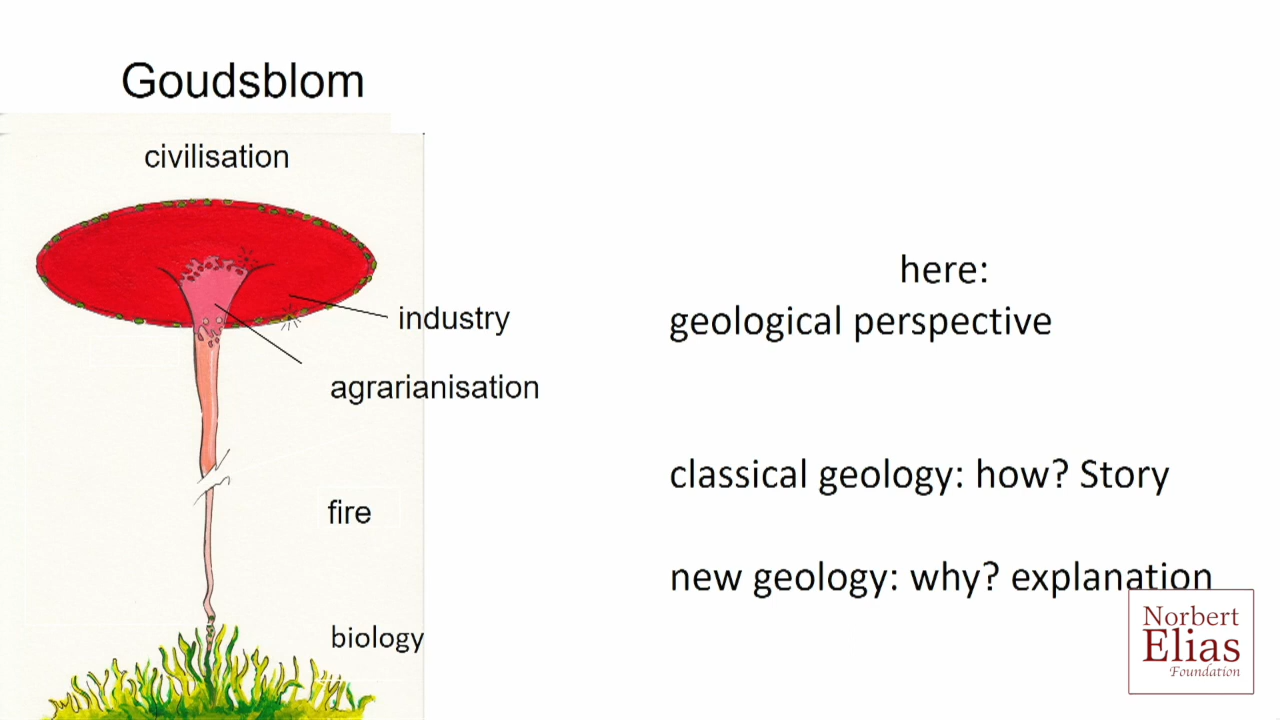 Goudsblom
civilisation
industry
agrarianisation
fire
biology
here:
geological perspective
classical geology: how? Story
new geology: why? explanation
Norbert
Elias
Foundation